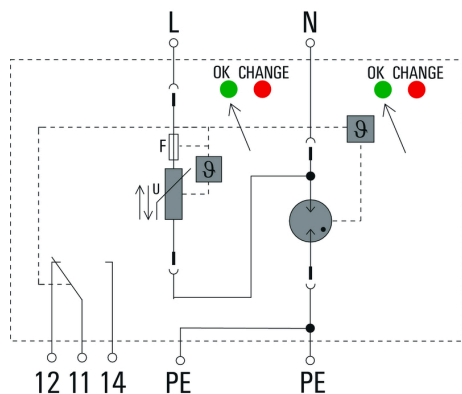 L N
OK CHANGE OK CHANGE
ϑ
F
ϑ
U
12 11 14 PE PE